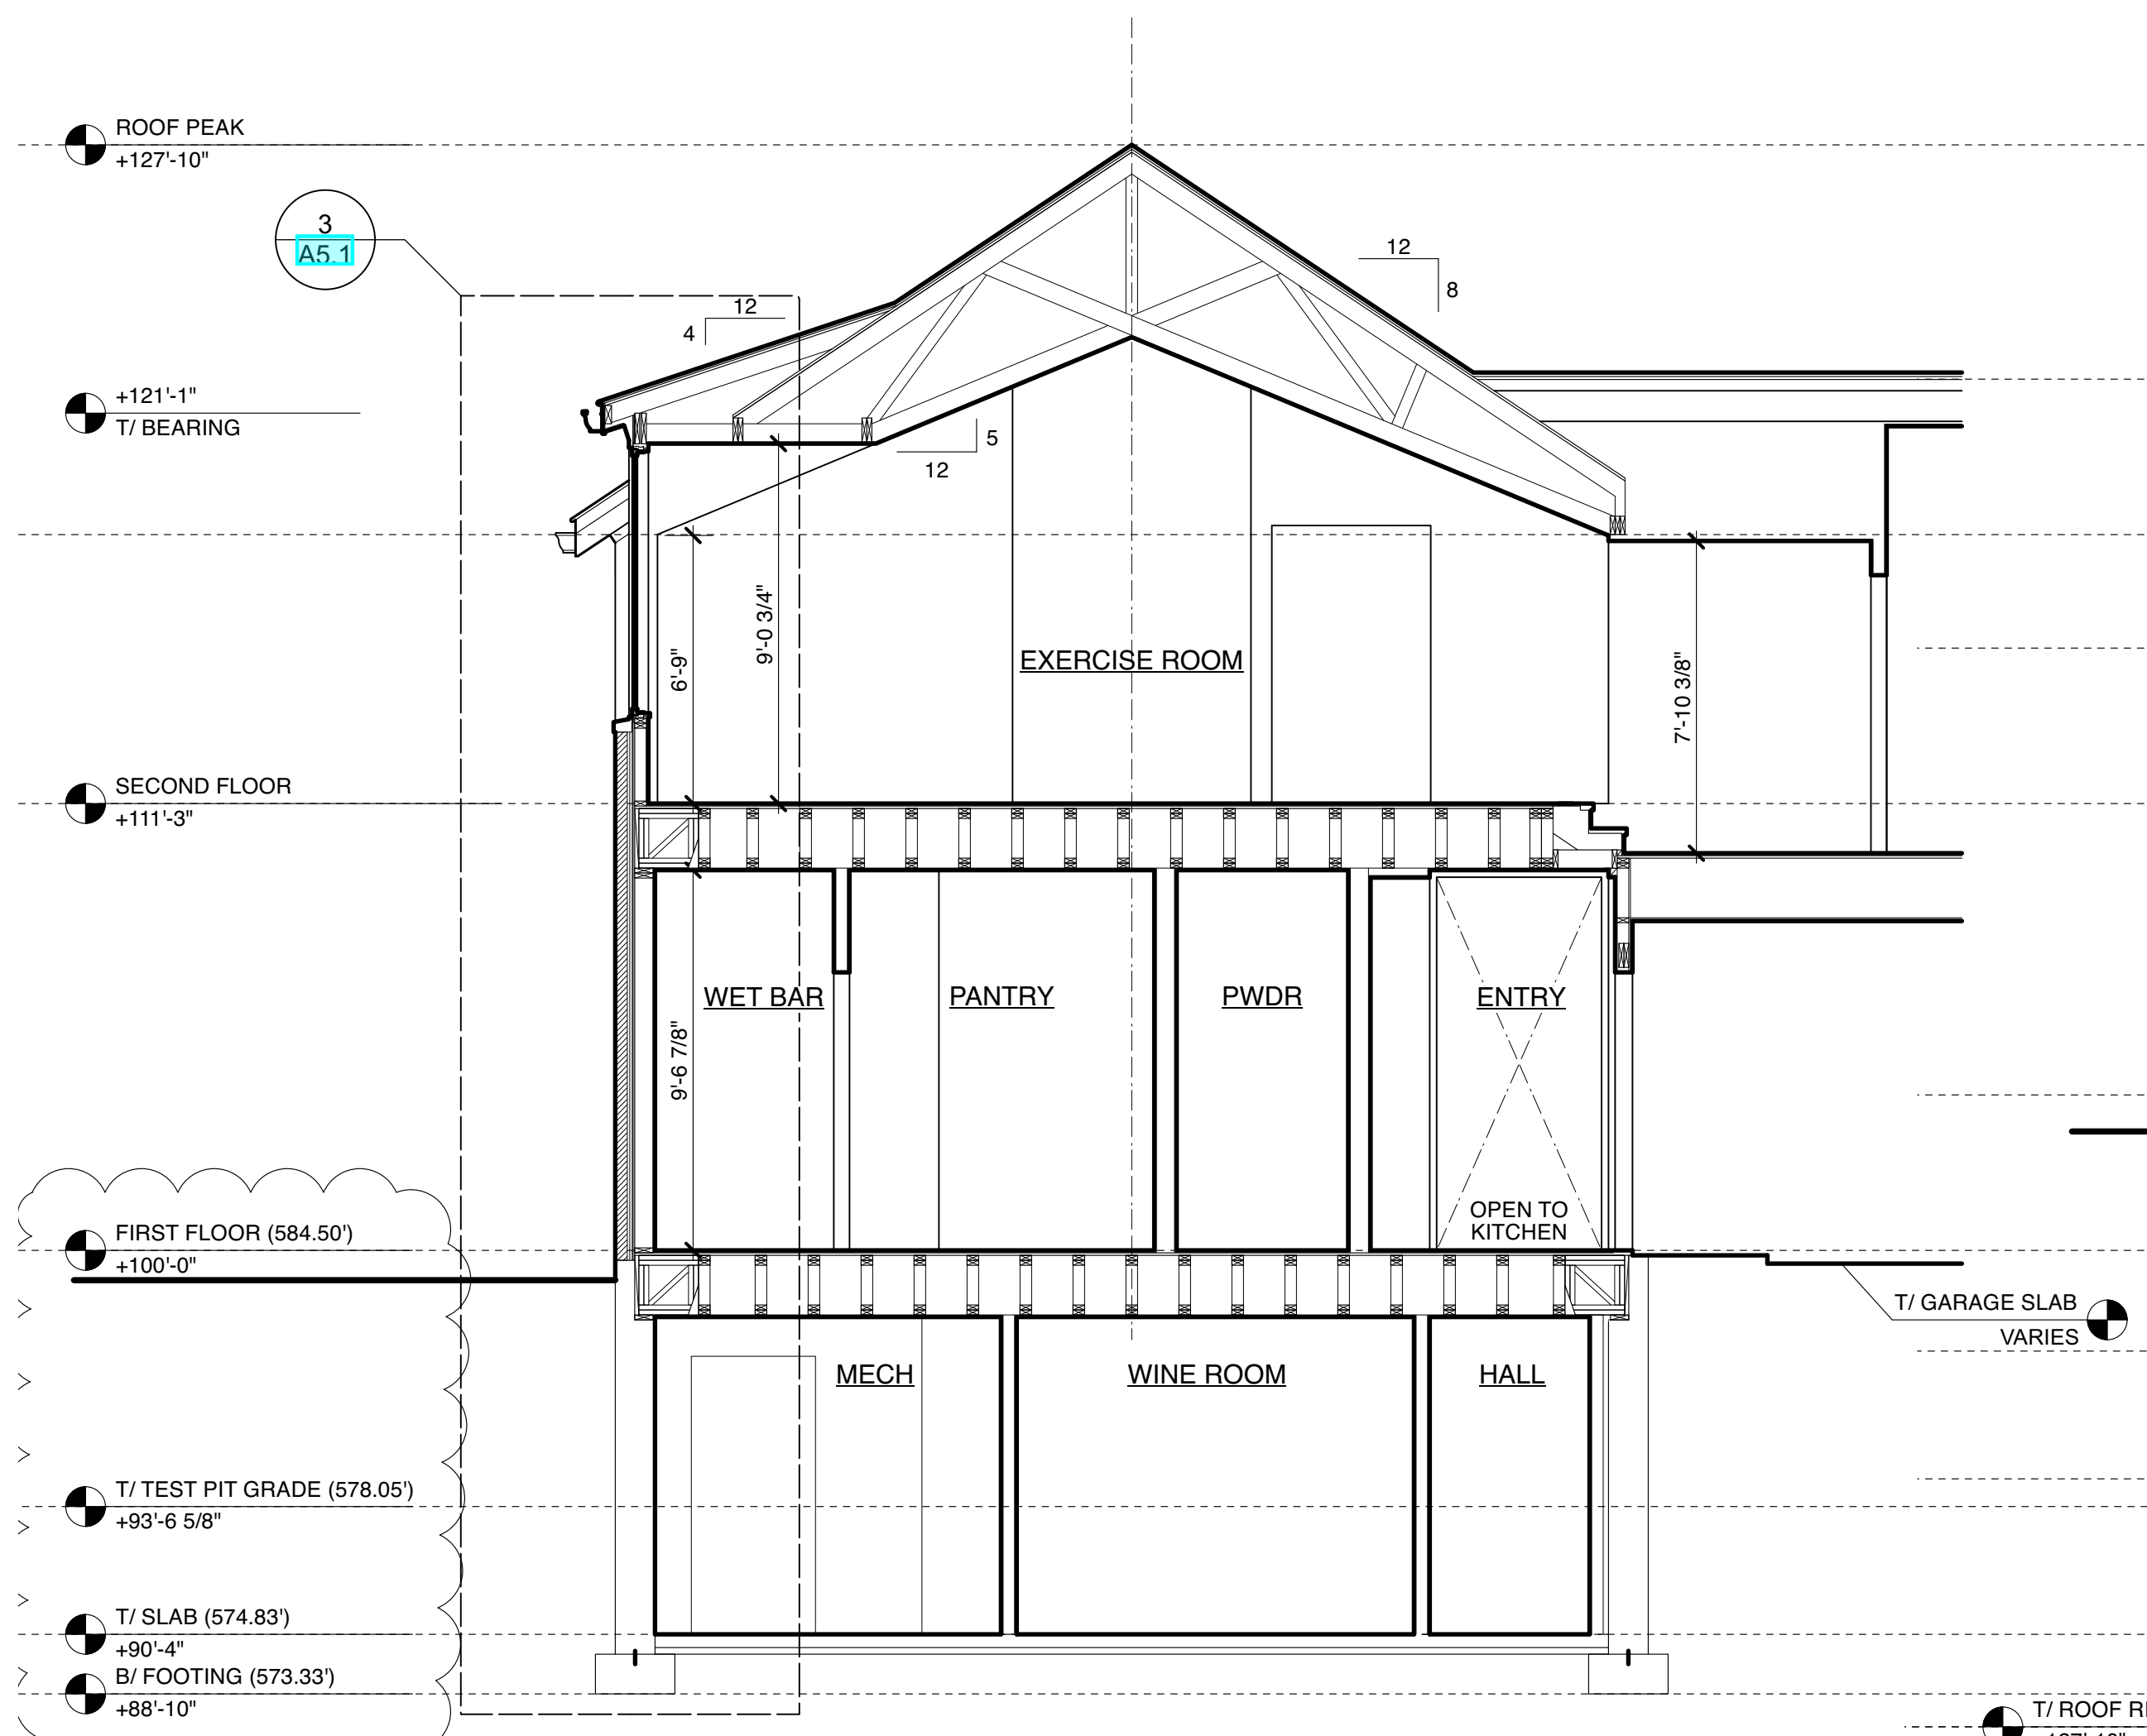 ROOF PEAK
+127'-10"
3
A5.1
12
8
12
4
+121'-1"
T/ BEARING
5
12
9'-0 3/4"
6'-9"
EXERCISE ROOM
7'-10 3/8"
SECOND FLOOR
+111'-3"
WET BAR
PANTRY
PWDR
ENTRY
9'-6 7/8"
OPEN TO
KITCHEN
FIRST FLOOR (584.50')
+100'-0"
T/ GARAGE SLAB
VARIES
MECH
WINE ROOM
HALL
T/ TEST PIT GRADE (578.05')
+93'-6 5/8"
T/ SLAB (574.83')
+90'-4"
B/ FOOTING (573.33')
+88'-10"
T/ ROOF